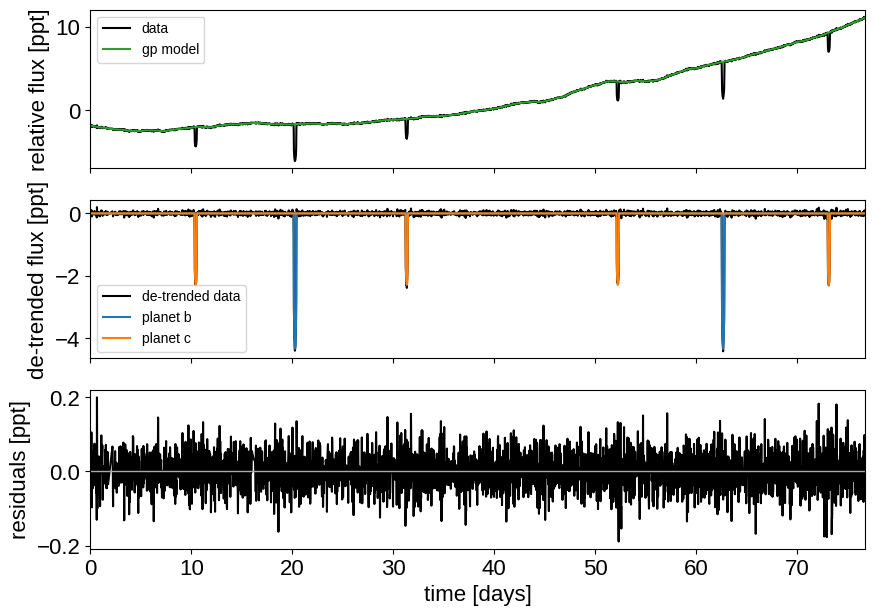 relative flux [ppt]
10
0
data
gp model
de-trended flux [ppt]
0
−2
−4
de-trended data
planet b
planet c
residuals [ppt]
0.2
0.0
−0.2
0 10 20 30 40 50 60 70
time [days]